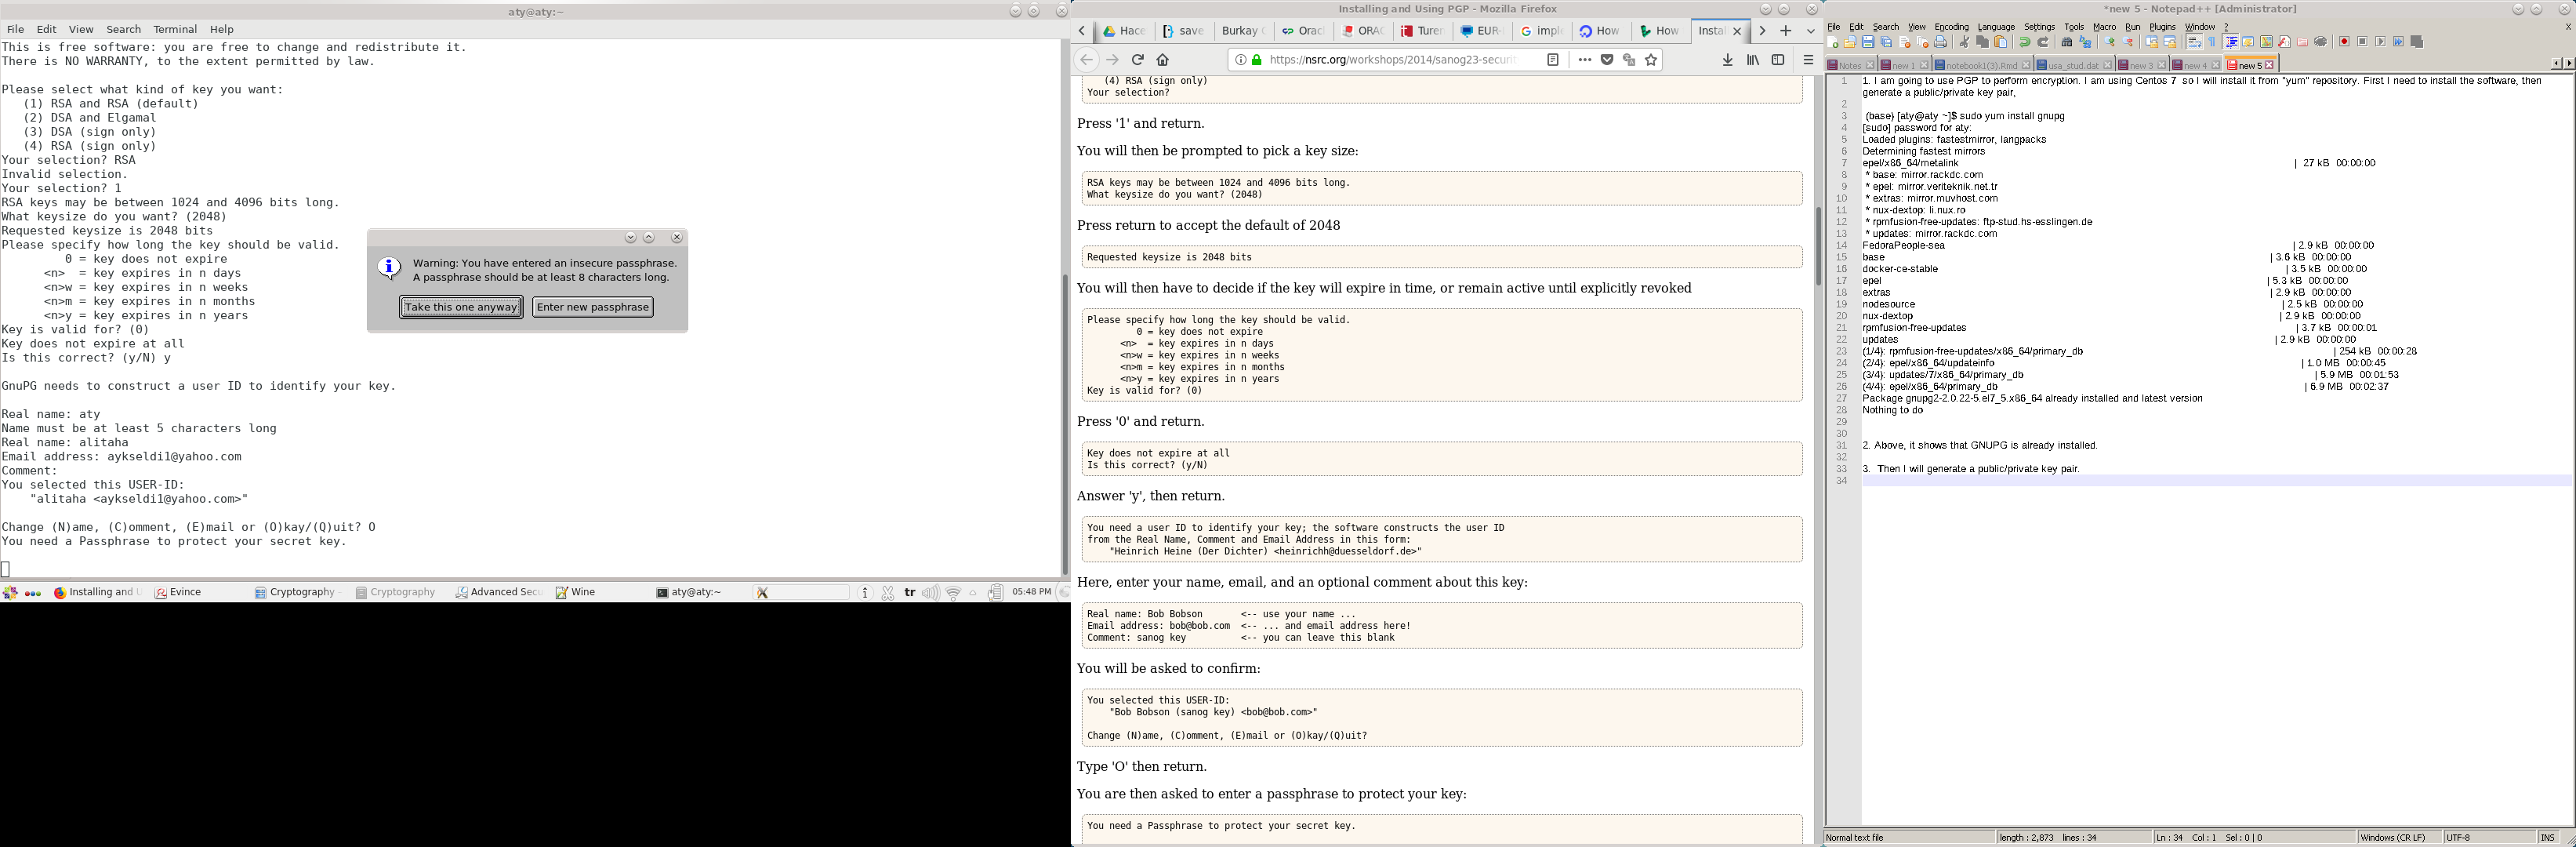 aty@aty:~
File Edit View Search Terminal Help
This is free software: you are free to change and redistribute it.
There is NO WARRANTY, to the extent permitted by law.
Please select what kind of key you want:
(1) RSA and RSA (default)
(2) DSA and Elgamal
(3) DSA (sign only)
(4) RSA (sign only)
Your selection? RSA
Invalid selection.
Your selection? 1
RSA keys may be between 1024 and 4096 bits long.
What keysize do you want? (2048)
Requested keysize is 2048 bits
Please specify how long the key should be valid.
0 = key does not expire
<n>  = key expires in n days
<n>w = key expires in n weeks
<n>m = key expires in n months
<n>y = key expires in n years
Key is valid for? (0)
Key does not expire at all
Is this correct? (y/N) y
GnuPG needs to construct a user ID to identify your key.
Real name: aty
Name must be at least 5 characters long
Real name: alitaha
Email address: aykseldi1@yahoo.com
Comment:
You selected this USER-ID:
"alitaha <aykseldi1@yahoo.com>"
Change (N)ame, (C)omment, (E)mail or (O)kay/(Q)uit? O
You need a Passphrase to protect your secret key.
Warning: You have entered an insecure passphrase.
A passphrase should be at least 8 characters long.
Take this one anyway Enter new passphrase
Installing and U Evince Cryptography - Cryptography Advanced Secu Wine aty@aty:~ tr 05:48 PM
Installing and Using PGP - Mozilla Firefox
Hace save Burkay Oracl ORAC Turen EUR- impl How How Instal
https://nsrc.org/workshops/2014/sanog23-securit
(4) RSA (sign only)
Your selection?
Press '1' and return.
You will then be prompted to pick a key size:
RSA keys may be between 1024 and 4096 bits long.
What keysize do you want? (2048)
Press return to accept the default of 2048
Requested keysize is 2048 bits
You will then have to decide if the key will expire in time, or remain active until explicitly revoked
Please specify how long the key should be valid.
0 = key does not expire
<n>  = key expires in n days
<n>w = key expires in n weeks
<n>m = key expires in n months
<n>y = key expires in n years
Key is valid for? (0)
Press '0' and return.
Key does not expire at all
Is this correct? (y/N)
Answer 'y', then return.
You need a user ID to identify your key; the software constructs the user ID
from the Real Name, Comment and Email Address in this form:
"Heinrich Heine (Der Dichter) <heinrichh@duesseldorf.de>"
Here, enter your name, email, and an optional comment about this key:
Real name: Bob Bobson <-- use your name ...
Email address: bob@bob.com <-- ... and email address here!
Comment: sanog key <-- you can leave this blank
You will be asked to confirm:
You selected this USER-ID:
"Bob Bobson (sanog key) <bob@bob.com>"
Change (N)ame, (C)omment, (E)mail or (O)kay/(Q)uit?
Type 'O' then return.
You are then asked to enter a passphrase to protect your key:
You need a Passphrase to protect your secret key.
*new 5 - Notepad++ [Administrator]
File Edit Search View Encoding Language Settings Tools Macro Run Plugins Window ? X
Notes new 1 notebook1(3).Rmd usa_stud.dat new 3 new 4 new 5
1 1. I am going to use PGP to perform encryption. I am using Centos 7 so I will install it from "yum" repository. First I need to install the software, then
generate a public/private key pair,
2
3 (base) [aty@aty ~]$ sudo yum install gnupg
4 [sudo] password for aty:
5 Loaded plugins: fastestmirror, langpacks
6 Determining fastest mirrors
7 epel/x86_64/metalink | 27 kB 00:00:00
8 * base: mirror.rackdc.com
9 * epel: mirror.veriteknik.net.tr
10 * extras: mirror.muvhost.com
11 * nux-dextop: li.nux.ro
12 * rpmfusion-free-updates: ftp-stud.hs-esslingen.de
13 * updates: mirror.rackdc.com
14 FedoraPeople-sea | 2.9 kB 00:00:00
15 base | 3.6 kB 00:00:00
16 docker-ce-stable | 3.5 kB 00:00:00
17 epel | 5.3 kB 00:00:00
18 extras | 2.9 kB 00:00:00
19 nodesource | 2.5 kB 00:00:00
20 nux-dextop | 2.9 kB 00:00:00
21 rpmfusion-free-updates | 3.7 kB 00:00:01
22 updates | 2.9 kB 00:00:00
23 (1/4): rpmfusion-free-updates/x86_64/primary_db | 254 kB 00:00:28
24 (2/4): epel/x86_64/updateinfo | 1.0 MB 00:00:45
25 (3/4): updates/7/x86_64/primary_db | 5.9 MB 00:01:53
26 (4/4): epel/x86_64/primary_db | 6.9 MB 00:02:37
27 Package gnupg2-2.0.22-5.el7_5.x86_64 already installed and latest version
28 Nothing to do
29
30
31 2. Above, it shows that GNUPG is already installed.
32
33 3. Then I will generate a public/private key pair.
34
Normal text file length : 2,873 lines : 34 Ln : 34 Col : 1 Sel : 0 | 0 Windows (CR LF) UTF-8 INS